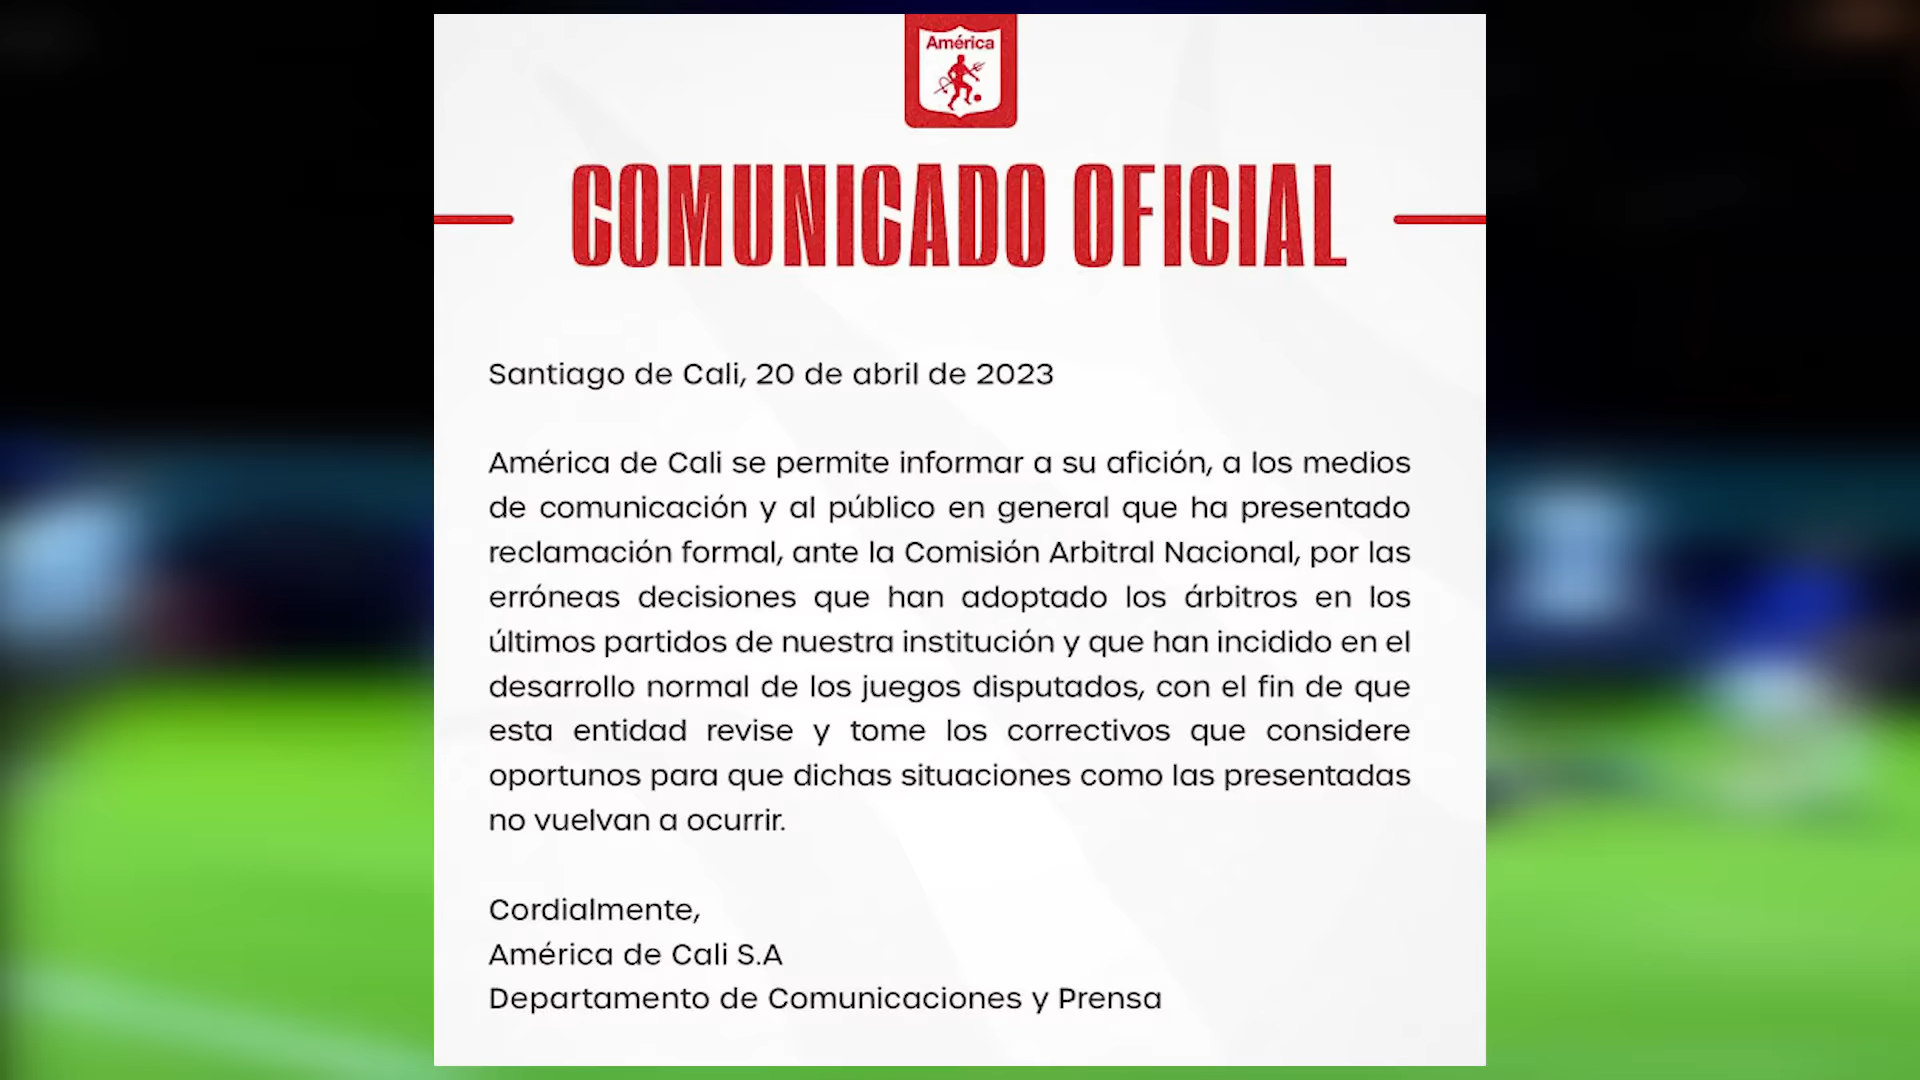 América
COMUNICADO OFICIAL
Santiago de Cali, 20 de abril de 2023
América de Cali se permite informar a su afición, a los medios
de comunicación y al público en general que ha presentado
reclamación formal, ante la Comisión Arbitral Nacional, por las
erróneas decisiones que han adoptado los árbitros en los
últimos partidos de nuestra institución y que han incidido en el
desarrollo normal de los juegos disputados, con el fin de que
esta entidad revise y tome los correctivos que considere
oportunos para que dichas situaciones como las presentadas
no vuelvan a ocurrir.
Cordialmente,
América de Cali S.A
Departamento de Comunicaciones y Prensa